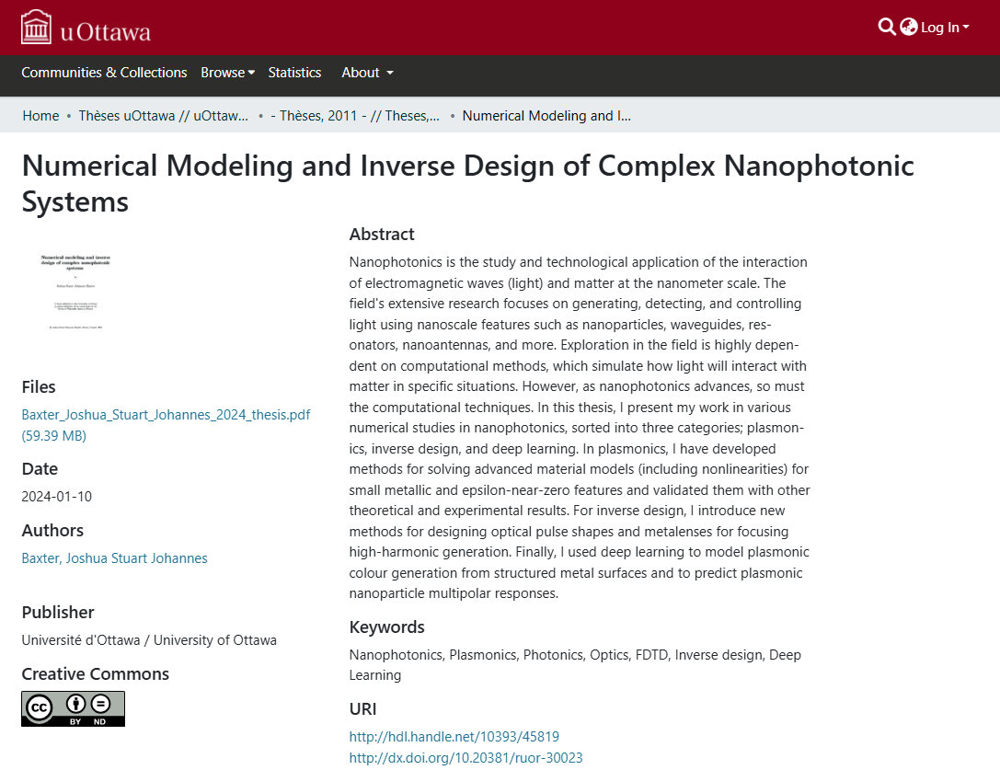 uOttawa
Log In
Communities & Collections Browse Statistics About
Home • Thèses uOttawa // uOttaw... • - Thèses, 2011 - // Theses,... • Numerical Modeling and I...
Numerical Modeling and Inverse Design of Complex Nanophotonic
Systems
Numerical modeling and inverse
design of complex nanophotonic
systems
by
Joshua Stuart Johannes Baxter
Files
Baxter_Joshua_Stuart_Johannes_2024_thesis.pdf
(59.39 MB)
Date
2024-01-10
Authors
Baxter, Joshua Stuart Johannes
Publisher
Université d'Ottawa / University of Ottawa
Creative Commons
cc
BY ND
Abstract
Nanophotonics is the study and technological application of the interaction
of electromagnetic waves (light) and matter at the nanometer scale. The
field's extensive research focuses on generating, detecting, and controlling
light using nanoscale features such as nanoparticles, waveguides, res-
onators, nanoantennas, and more. Exploration in the field is highly depen-
dent on computational methods, which simulate how light will interact with
matter in specific situations. However, as nanophotonics advances, so must
the computational techniques. In this thesis, I present my work in various
numerical studies in nanophotonics, sorted into three categories; plasmon-
ics, inverse design, and deep learning. In plasmonics, I have developed
methods for solving advanced material models (including nonlinearities) for
small metallic and epsilon-near-zero features and validated them with other
theoretical and experimental results. For inverse design, I introduce new
methods for designing optical pulse shapes and metalenses for focusing
high-harmonic generation. Finally, I used deep learning to model plasmonic
colour generation from structured metal surfaces and to predict plasmonic
nanoparticle multipolar responses.
Keywords
Nanophotonics, Plasmonics, Photonics, Optics, FDTD, Inverse design, Deep
Learning
URI
http://hdl.handle.net/10393/45819
http://dx.doi.org/10.20381/ruor-30023